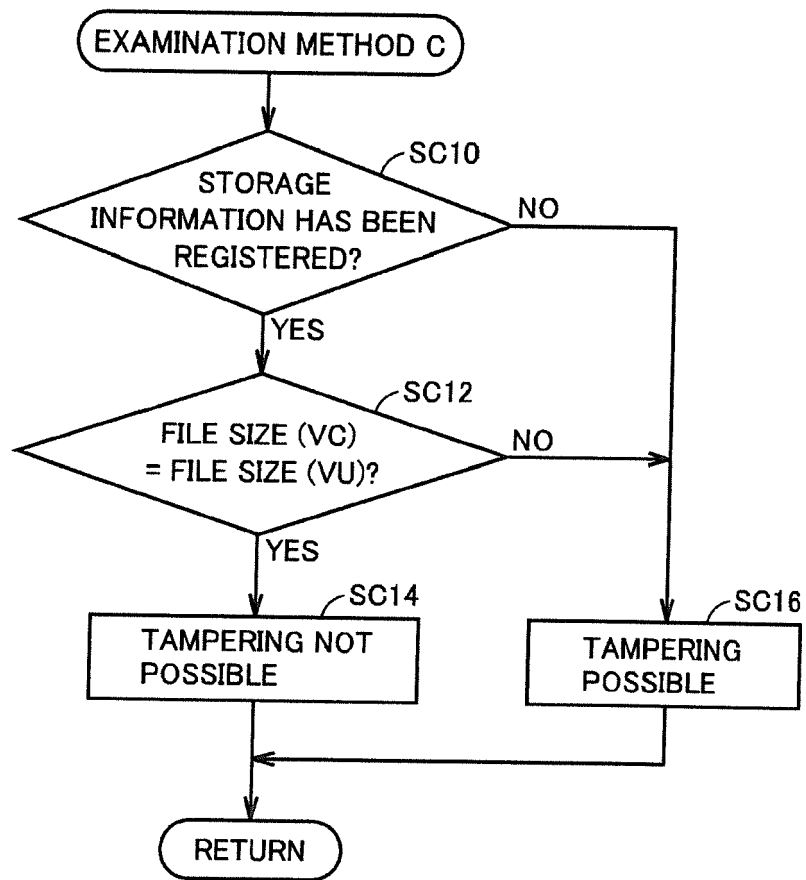 EXAMINATION METHOD C
SC10
STORAGE
INFORMATION HAS BEEN
REGISTERED?
NO
YES
SC12
FILE SIZE (VC)
= FILE SIZE (VU)?
NO
YES
SC14
TAMPERING NOT
POSSIBLE
SC16
TAMPERING
POSSIBLE
RETURN